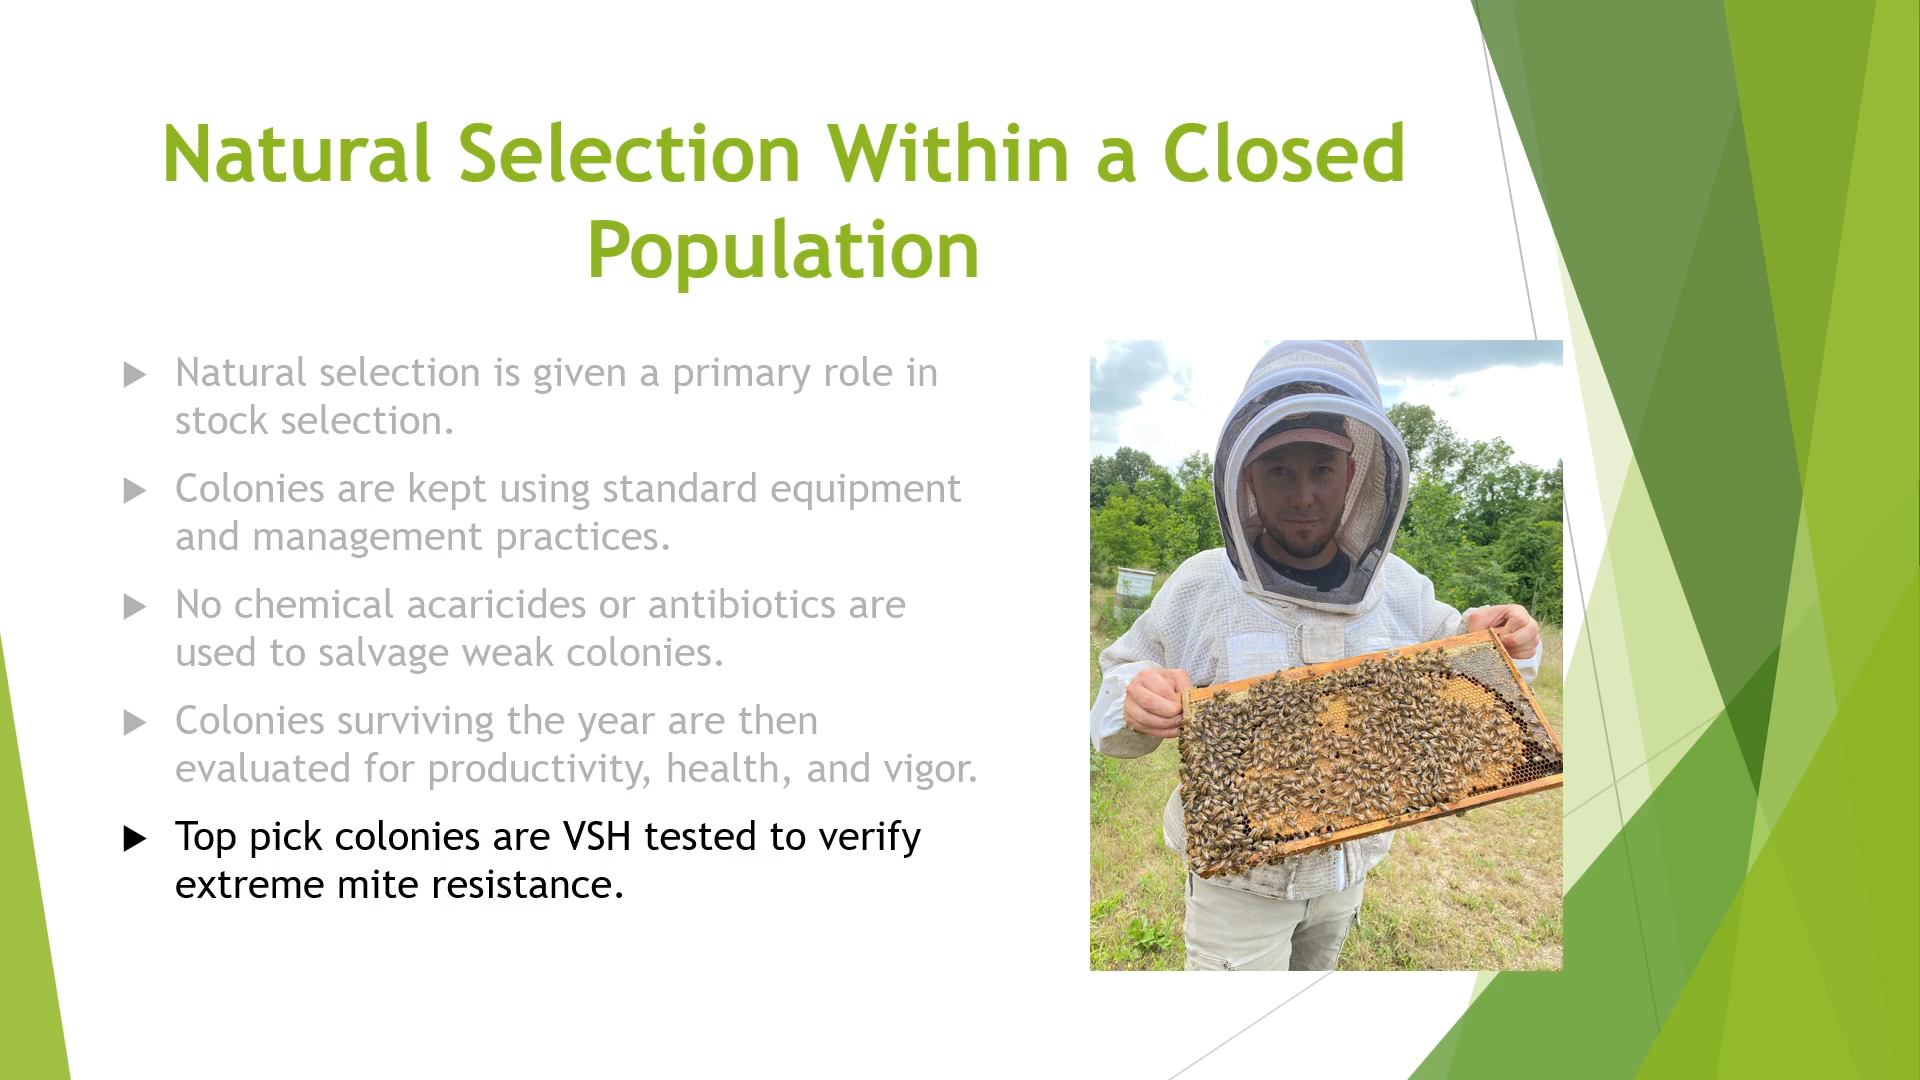 Natural Selection Within a Closed
Population
Natural selection is given a primary role in
stock selection.
Colonies are kept using standard equipment
and management practices.
No chemical acaricides or antibiotics are
used to salvage weak colonies.
Colonies surviving the year are then
evaluated for productivity, health, and vigor.
Top pick colonies are VSH tested to verify
extreme mite resistance.